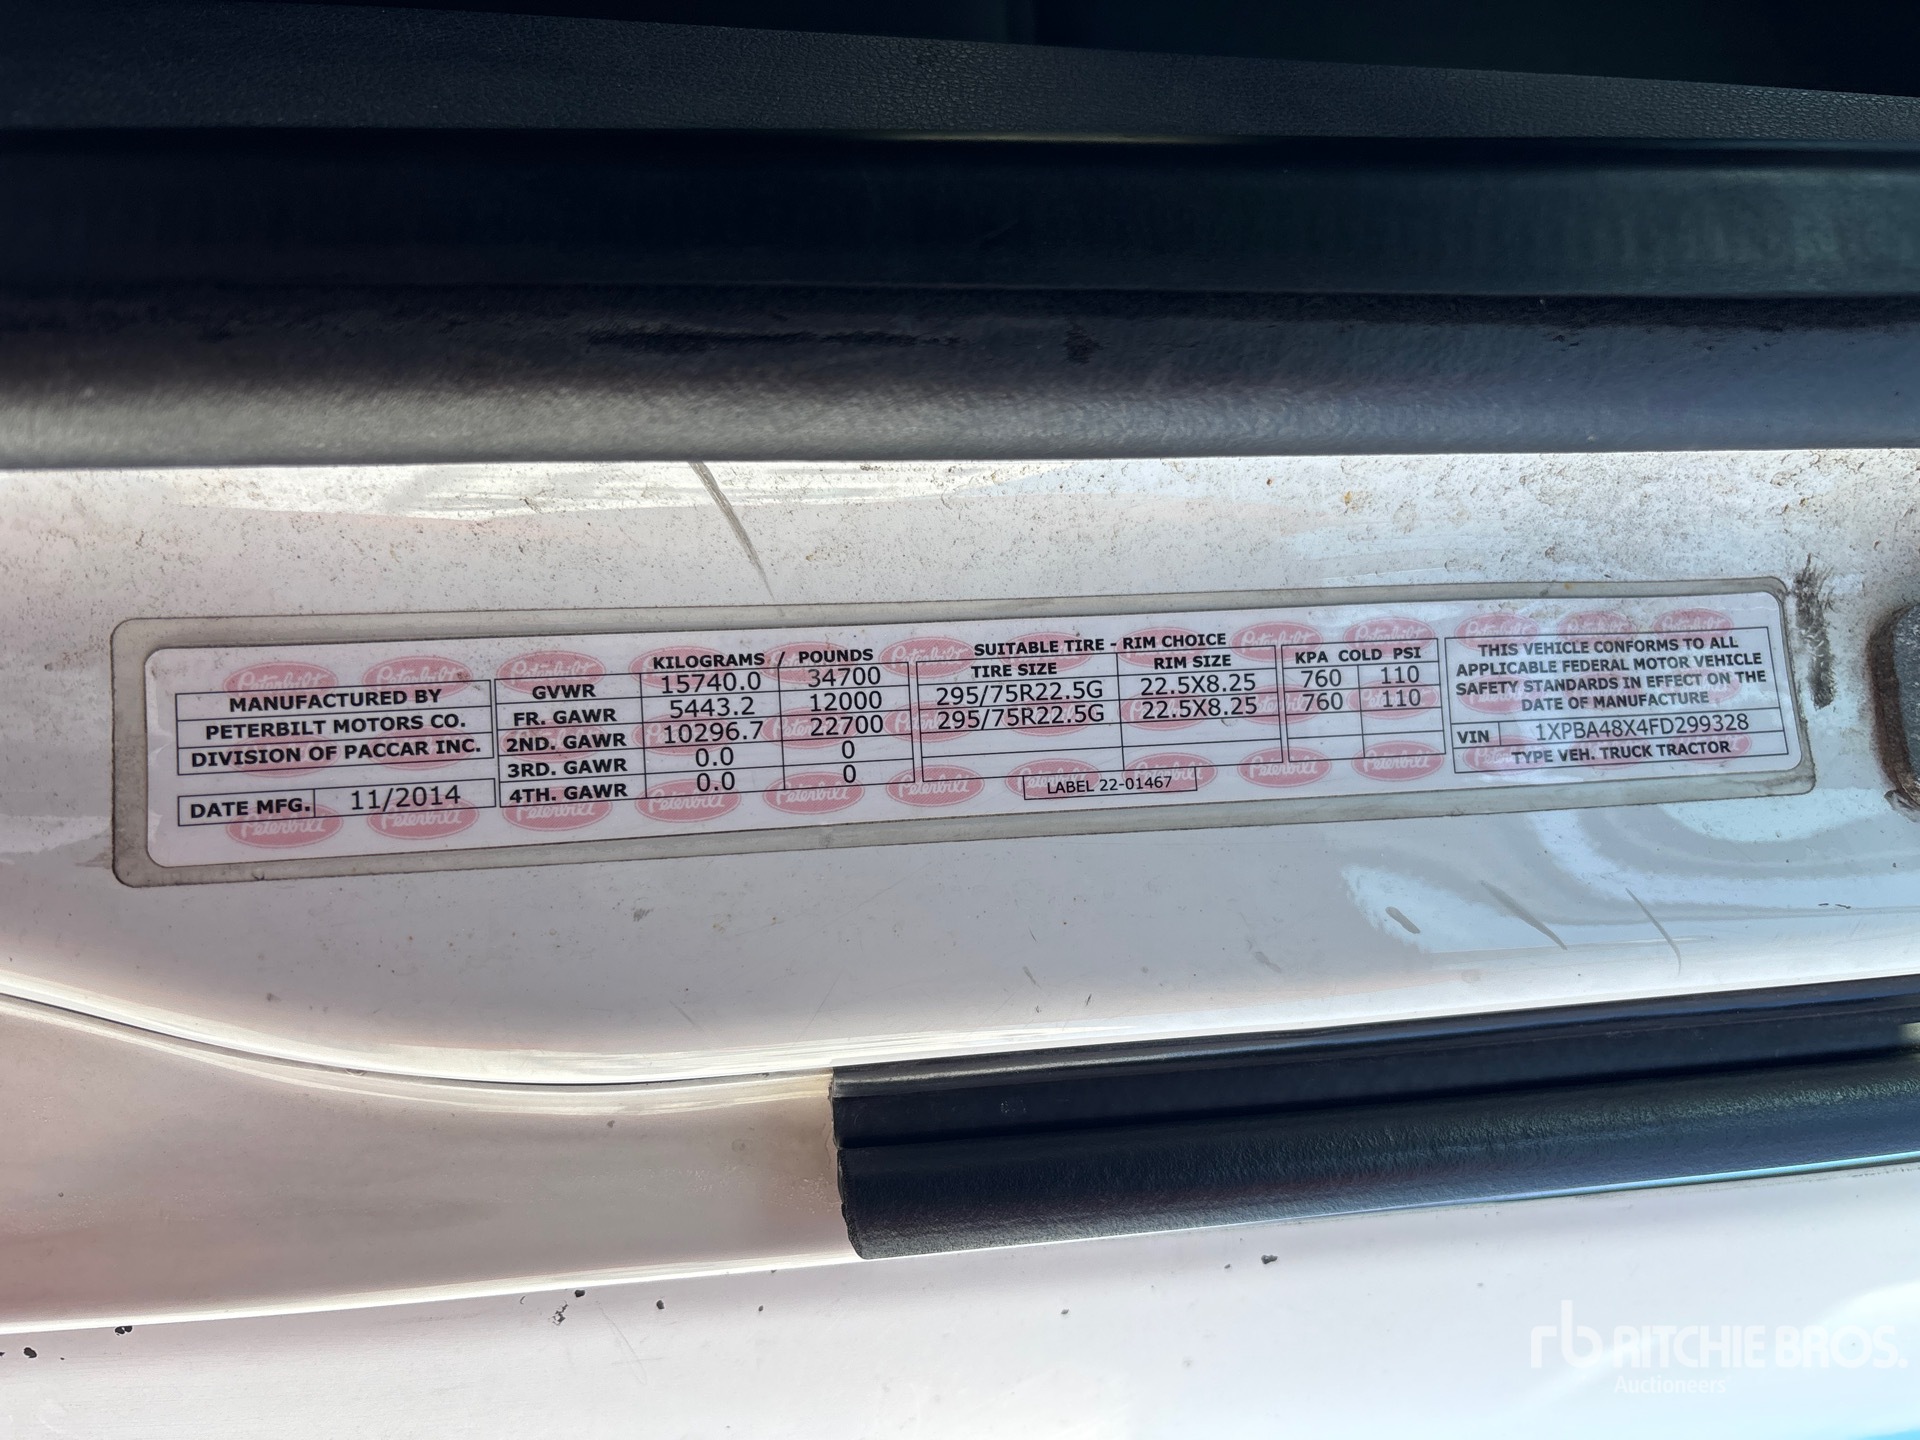 MANUFACTURED BY
PETERBILT MOTORS CO.
DIVISION OF PACCAR INC.
DATE MFG. 11/2014
KILOGRAMS / POUNDS
GVWR 15740.0 34700
FR. GAWR 5443.2 12000
2ND. GAWR 10296.7 22700
3RD. GAWR 0.0 0
4TH. GAWR 0.0 0
SUITABLE TIRE - RIM CHOICE
TIRE SIZE RIM SIZE KPA COLD PSI
295/75R22.5G 22.5X8.25 760 110
295/75R22.5G 22.5X8.25 760 110
LABEL 22-01467
THIS VEHICLE CONFORMS TO ALL
APPLICABLE FEDERAL MOTOR VEHICLE
SAFETY STANDARDS IN EFFECT ON THE
DATE OF MANUFACTURE
VIN 1XPBA48X4FD299328
TYPE VEH. TRUCK TRACTOR
Peterbilt
rb RITCHIE BROS.
Auctioneers